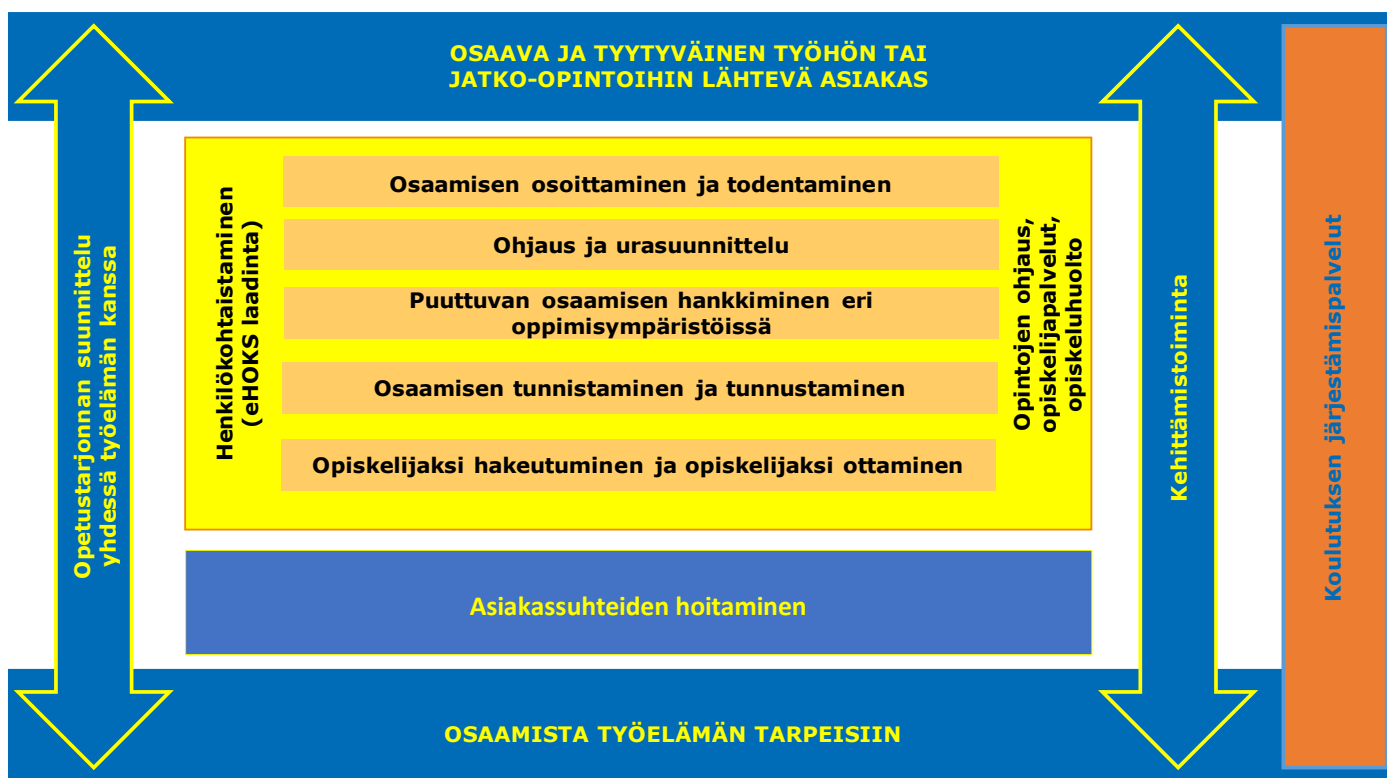 OSAAVA JA TYYTYVÄINEN TYÖHÖN TAI
JATKO-OPINTOIHIN LÄHTEVÄ ASIAKAS
Opetustarjonnan suunnittelu
yhdessä työelämän kanssa
Henkilökohtaistaminen
(eHOKS laadinta)
Osaamisen osoittaminen ja todentaminen
Ohjaus ja urasuunnittelu
Puuttuvan osaamisen hankkiminen eri
oppimisympäristöissä
Osaamisen tunnistaminen ja tunnustaminen
Opiskelijaksi hakeutuminen ja opiskelijaksi ottaminen
Opintojen ohjaus,
opiskelijapalvelut,
opiskeluhuolto
Kehittämistoiminta
Koulutuksen järjestämispalvelut
Asiakassuhteiden hoitaminen
OSAAMISTA TYÖELÄMÄN TARPEISIIN